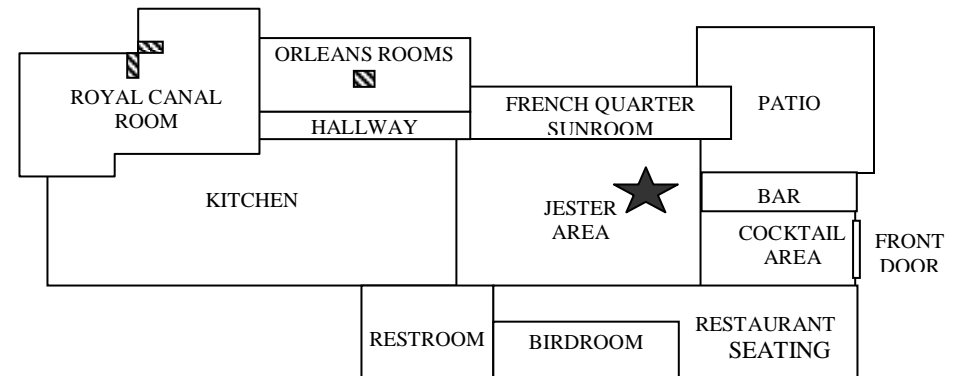 ORLEANS ROOMS
ROYAL CANAL
ROOM
HALLWAY
FRENCH QUARTER
SUNROOM
PATIO
KITCHEN
JESTER
AREA
BAR
COCKTAIL
AREA
FRONT
DOOR
RESTROOM
BIRDROOM
RESTAURANT
SEATING